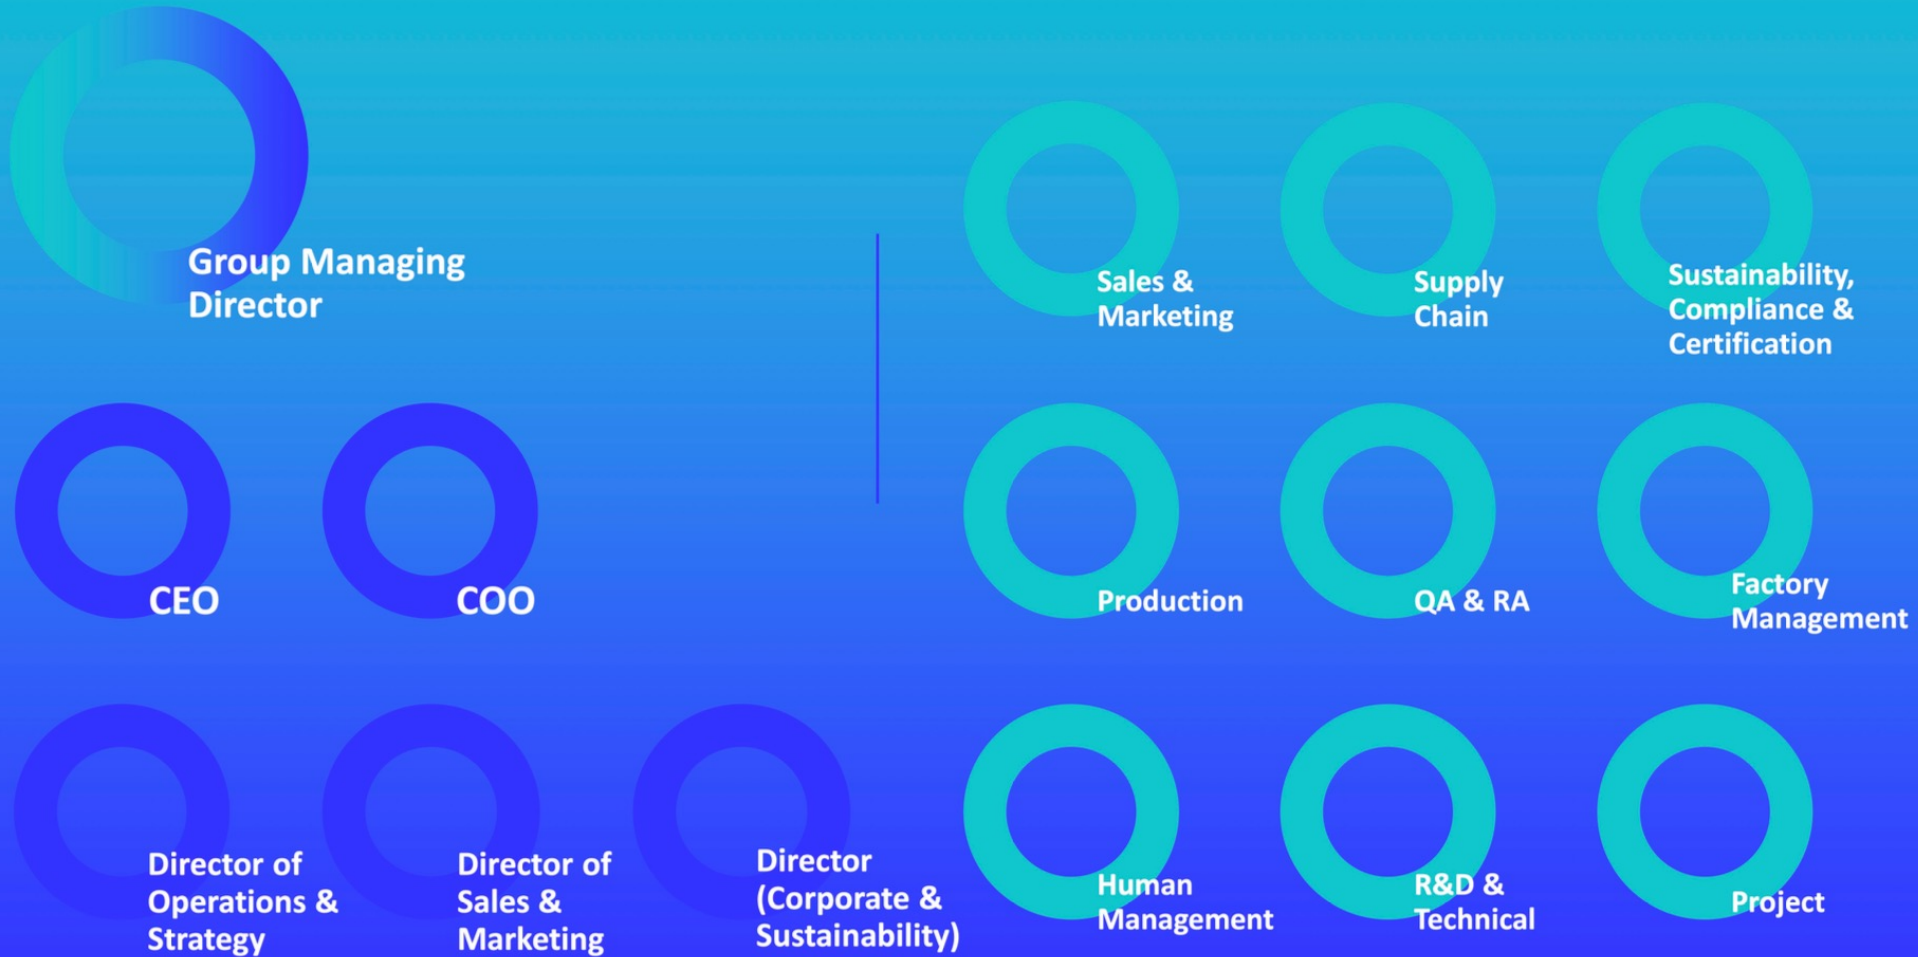 Group Managing
Director
CEO
COO
Director of
Operations &
Strategy
Director of
Sales &
Marketing
Director
(Corporate &
Sustainability)
Sales &
Marketing
Supply
Chain
Sustainability,
Compliance &
Certification
Production
QA & RA
Factory
Management
Human
Management
R&D &
Technical
Project